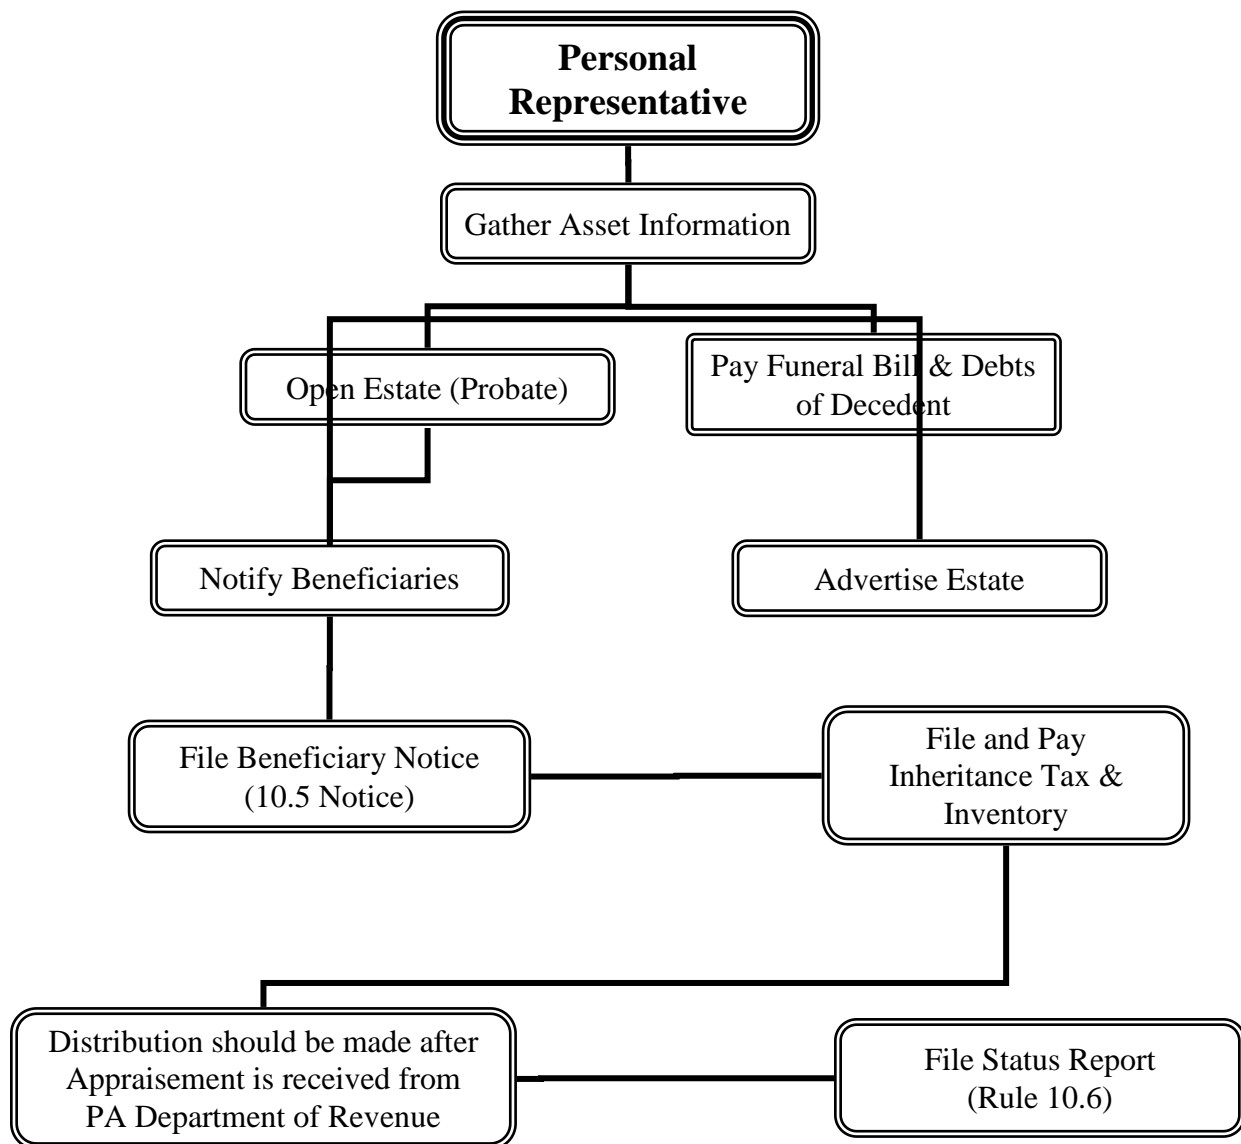 Personal
Representative
Gather Asset Information
Open Estate (Probate)
Pay Funeral Bill & Debts
of Decedent
Notify Beneficiaries
Advertise Estate
File Beneficiary Notice
(10.5 Notice)
File and Pay
Inheritance Tax &
Inventory
Distribution should be made after
Appraisement is received from
PA Department of Revenue
File Status Report
(Rule 10.6)